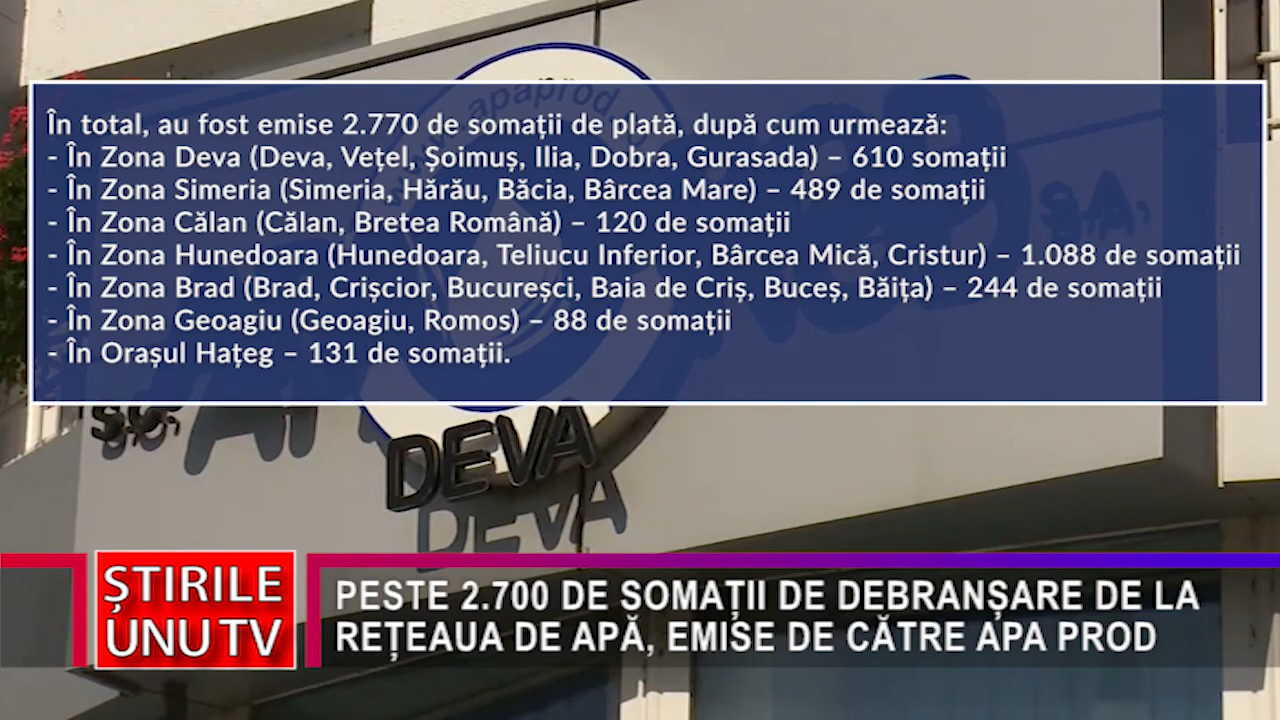 În total, au fost emise 2.770 de somații de plată, după cum urmează:
- În Zona Deva (Deva, Vețel, Șoimuș, Ilia, Dobra, Gurasada) – 610 somații
- În Zona Simeria (Simeria, Hărău, Băcia, Bârcea Mare) – 489 de somații
- În Zona Călan (Călan, Bretea Română) – 120 de somații
- În Zona Hunedoara (Hunedoara, Teliucu Inferior, Bârcea Mică, Cristur) – 1.088 de somații
- În Zona Brad (Brad, Crișcior, Bucureșci, Baia de Criș, Buceș, Băița) – 244 de somații
- În Zona Geoagiu (Geoagiu, Romos) – 88 de somații
- În Orașul Hațeg – 131 de somații.
apaprod
S.A.
SC.
DEVA
ȘTIRILE
UNU TV
PESTE 2.700 DE SOMAȚII DE DEBRANȘARE DE LA
REȚEAUA DE APĂ, EMISE DE CĂTRE APA PROD